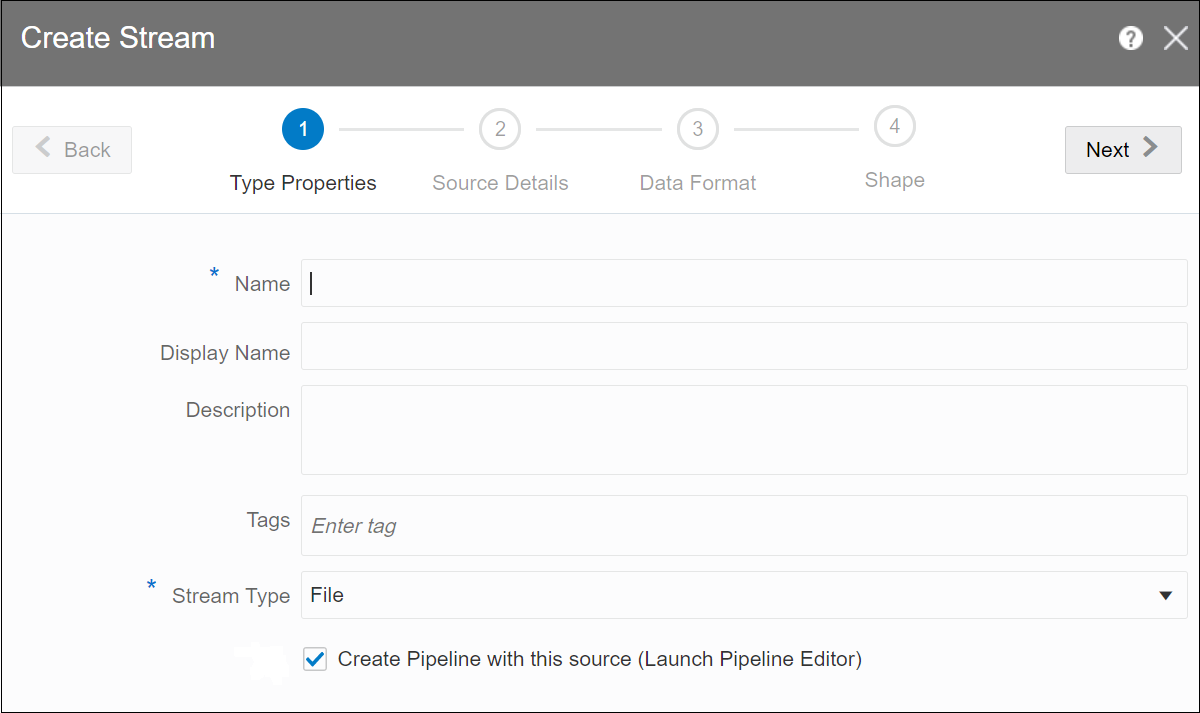 Create Stream
?
Back
1
2
3
4
Next
Type Properties
Source Details
Data Format
Shape
* Name
Display Name
Description
Tags
Enter tag
* Stream Type
File
Create Pipeline with this source (Launch Pipeline Editor)